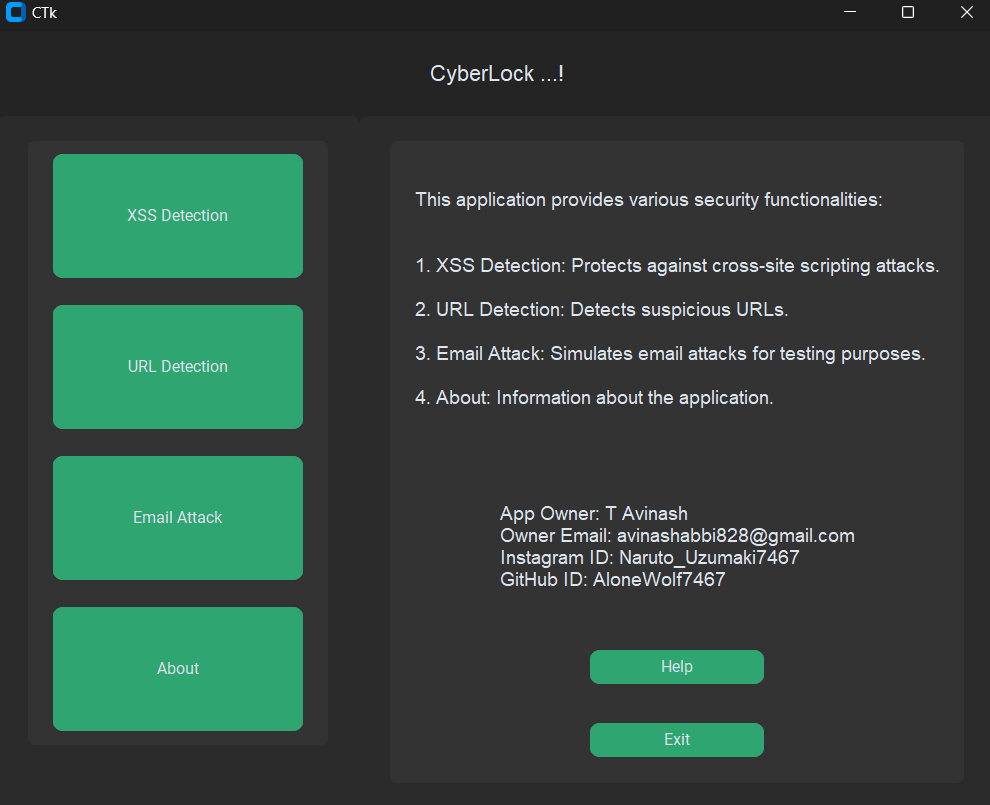 CTk
CyberLock ...!
XSS Detection
URL Detection
Email Attack
About
This application provides various security functionalities:
1. XSS Detection: Protects against cross-site scripting attacks.
2. URL Detection: Detects suspicious URLs.
3. Email Attack: Simulates email attacks for testing purposes.
4. About: Information about the application.
App Owner: T Avinash
Owner Email: avinashabbi828@gmail.com
Instagram ID: Naruto_Uzumaki7467
GitHub ID: AloneWolf7467
Help
Exit